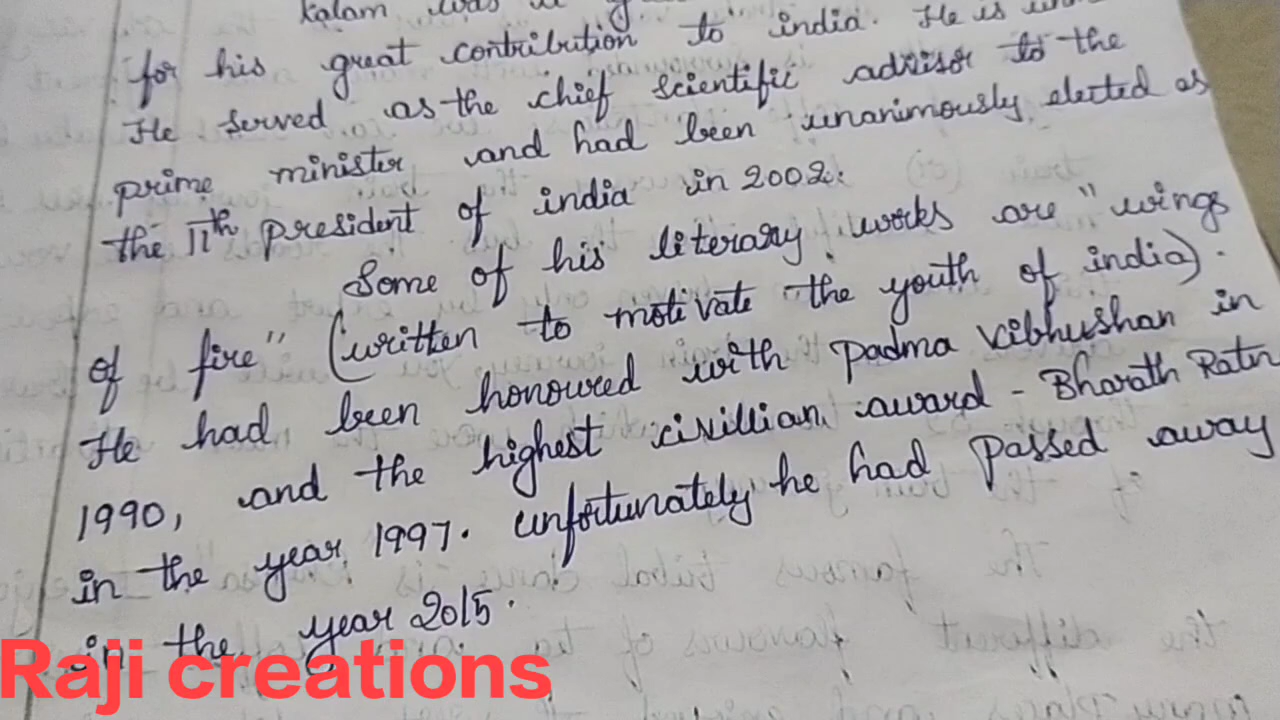 kalam was
for his great contribution to india. He is
He served as the chief scientific advisor to the
prime minister and had been unanimously elected as
the 11th president of india in 2002.
Some of his literary works are "wings
of fire" (written to motivate the youth of india).
He had been honoured with Padma Vibhushan in
1990, and the highest civillian award - Bharath Ratn
in the year 1997. unfortunately he had passed away
in the year 2015.
Raji creations